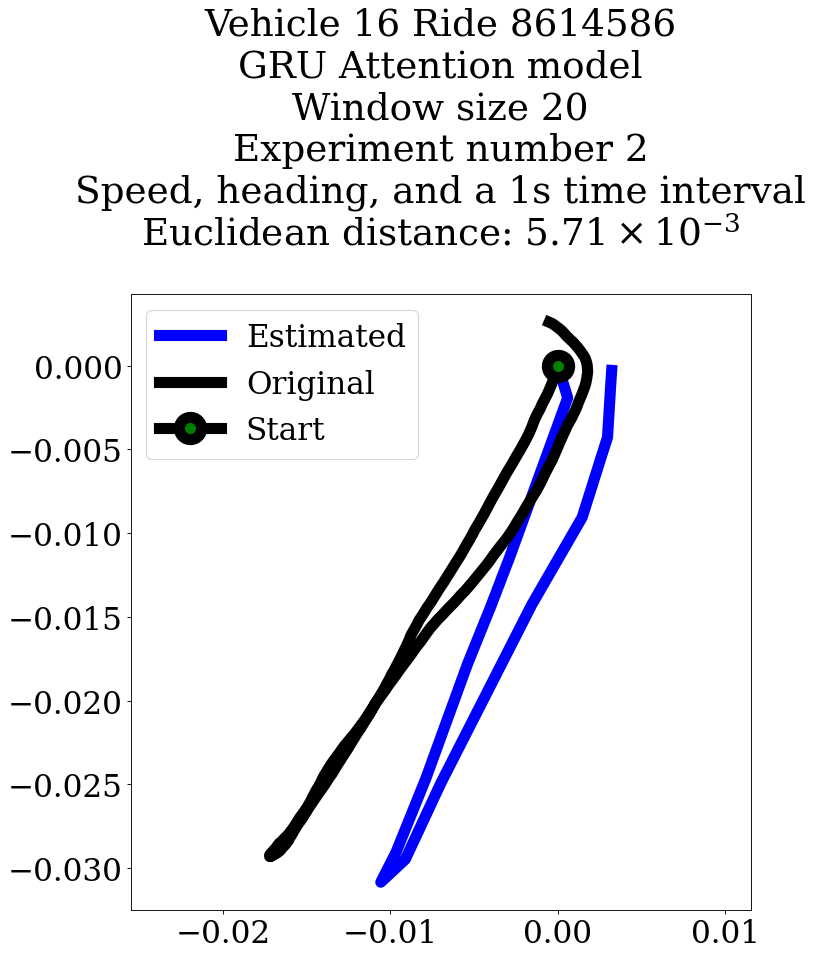 Vehicle 16 Ride 8614586
GRU Attention model
Window size 20
Experiment number 2
Speed, heading, and a 1s time interval
Euclidean distance: 5.71 × 10⁻³
Estimated
Original
Start
0.000
−0.005
−0.010
−0.015
−0.020
−0.025
−0.030
−0.02 −0.01 0.00 0.01